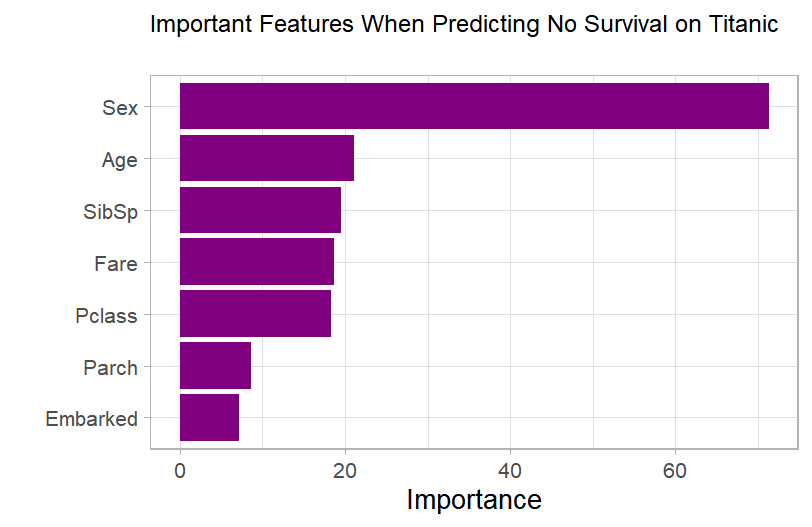 Important Features When Predicting No Survival on Titanic
Sex
Age
SibSp
Fare
Pclass
Parch
Embarked
0 20 40 60
Importance